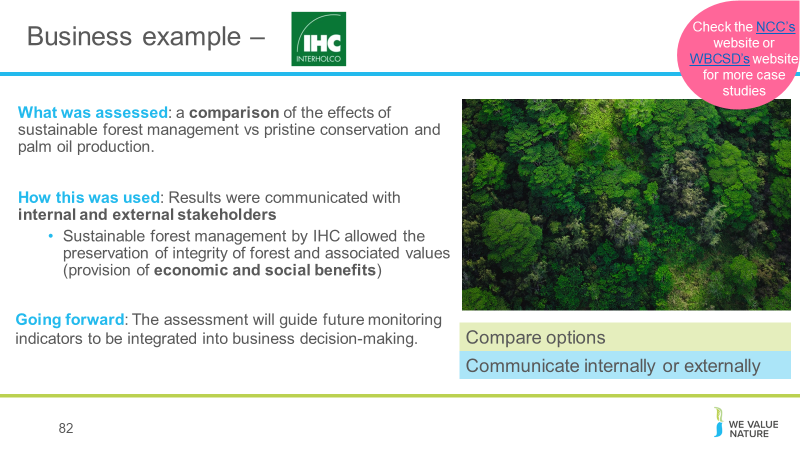 Business example –
IHC
INTERHOLCO
Check the NCC's
website or
WBCSD's website
for more case
studies
What was assessed: a comparison of the effects of
sustainable forest management vs pristine conservation and
palm oil production.
How this was used: Results were communicated with
internal and external stakeholders
• Sustainable forest management by IHC allowed the
preservation of integrity of forest and associated values
(provision of economic and social benefits)
Going forward: The assessment will guide future monitoring
indicators to be integrated into business decision-making.
Compare options
Communicate internally or externally
82
WE VALUE
NATURE